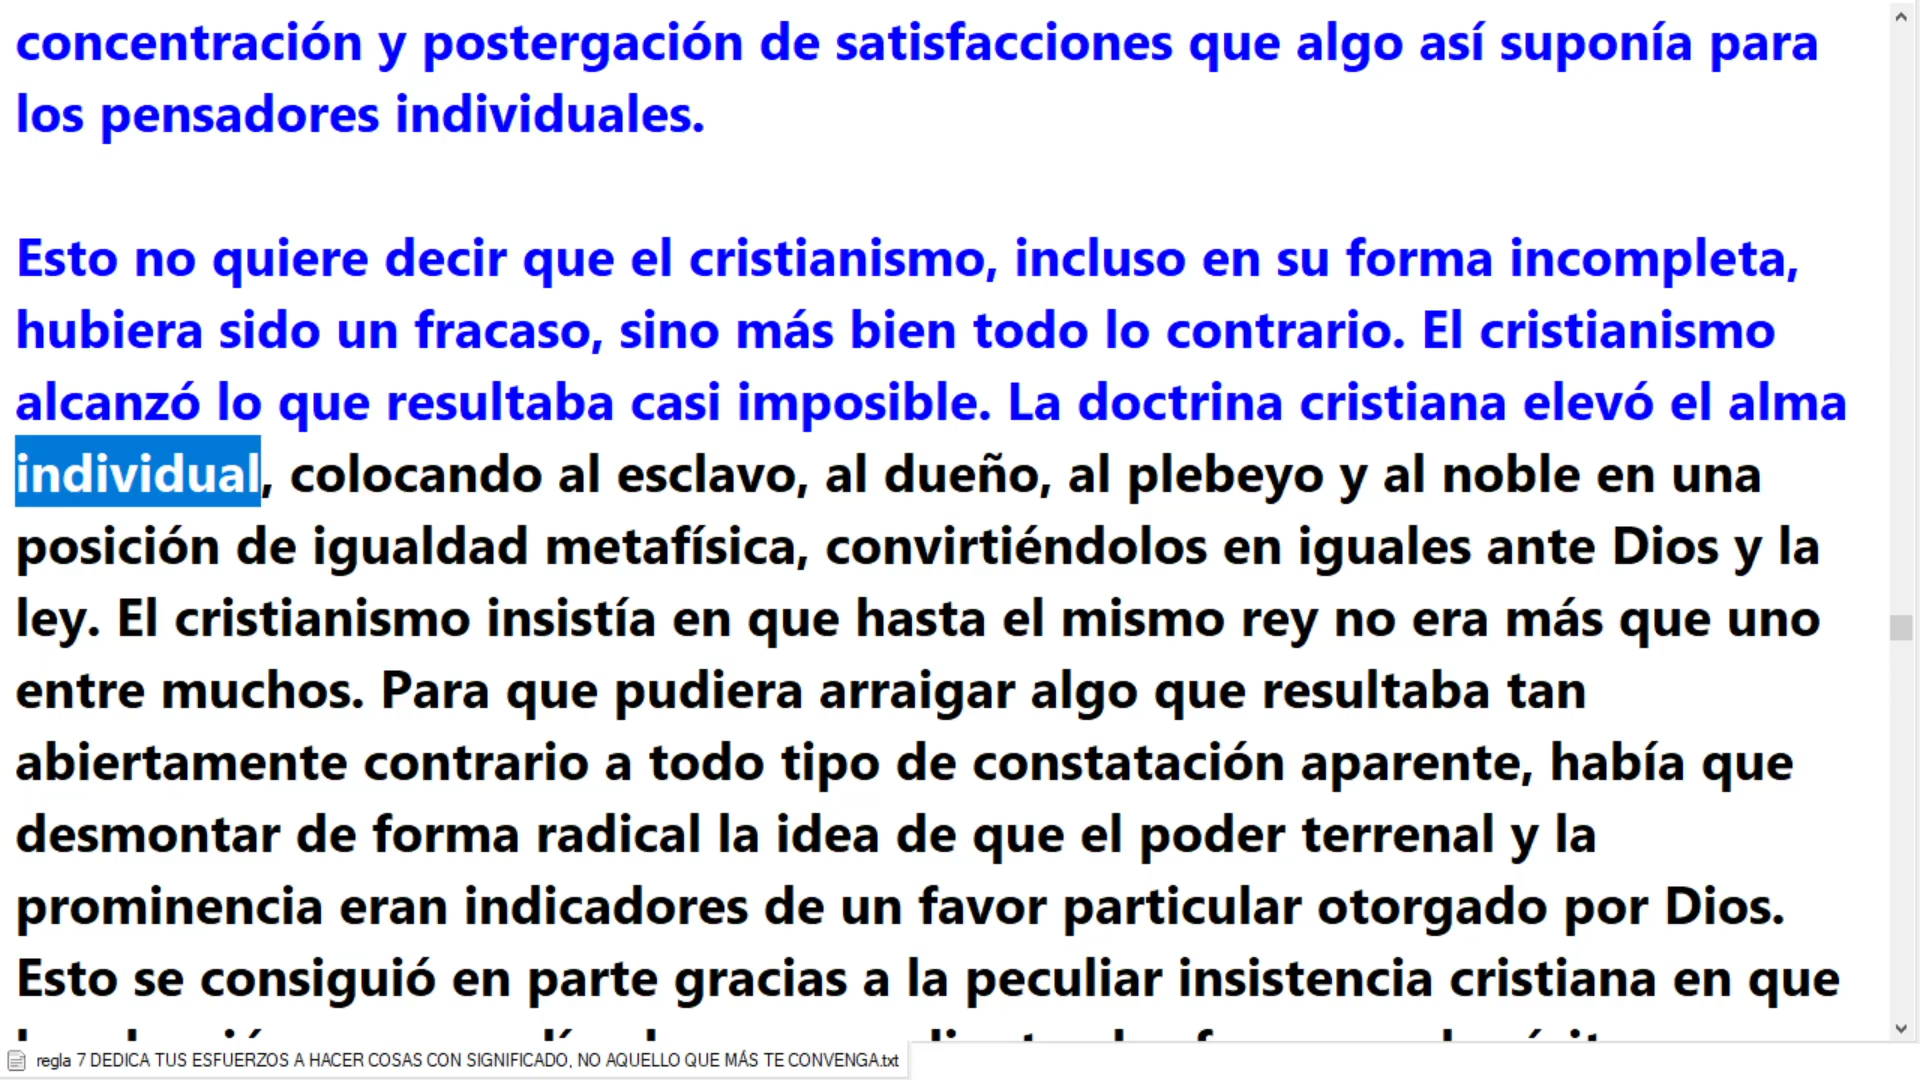 concentración y postergación de satisfacciones que algo así suponía para
los pensadores individuales.
Esto no quiere decir que el cristianismo, incluso en su forma incompleta,
hubiera sido un fracaso, sino más bien todo lo contrario. El cristianismo
alcanzó lo que resultaba casi imposible. La doctrina cristiana elevó el alma
individual, colocando al esclavo, al dueño, al plebeyo y al noble en una
posición de igualdad metafísica, convirtiéndolos en iguales ante Dios y la
ley. El cristianismo insistía en que hasta el mismo rey no era más que uno
entre muchos. Para que pudiera arraigar algo que resultaba tan
abiertamente contrario a todo tipo de constatación aparente, había que
desmontar de forma radical la idea de que el poder terrenal y la
prominencia eran indicadores de un favor particular otorgado por Dios.
Esto se consiguió en parte gracias a la peculiar insistencia cristiana en que
regla 7 DEDICA TUS ESFUERZOS A HACER COSAS CON SIGNIFICADO, NO AQUELLO QUE MÁS TE CONVENGA.txt